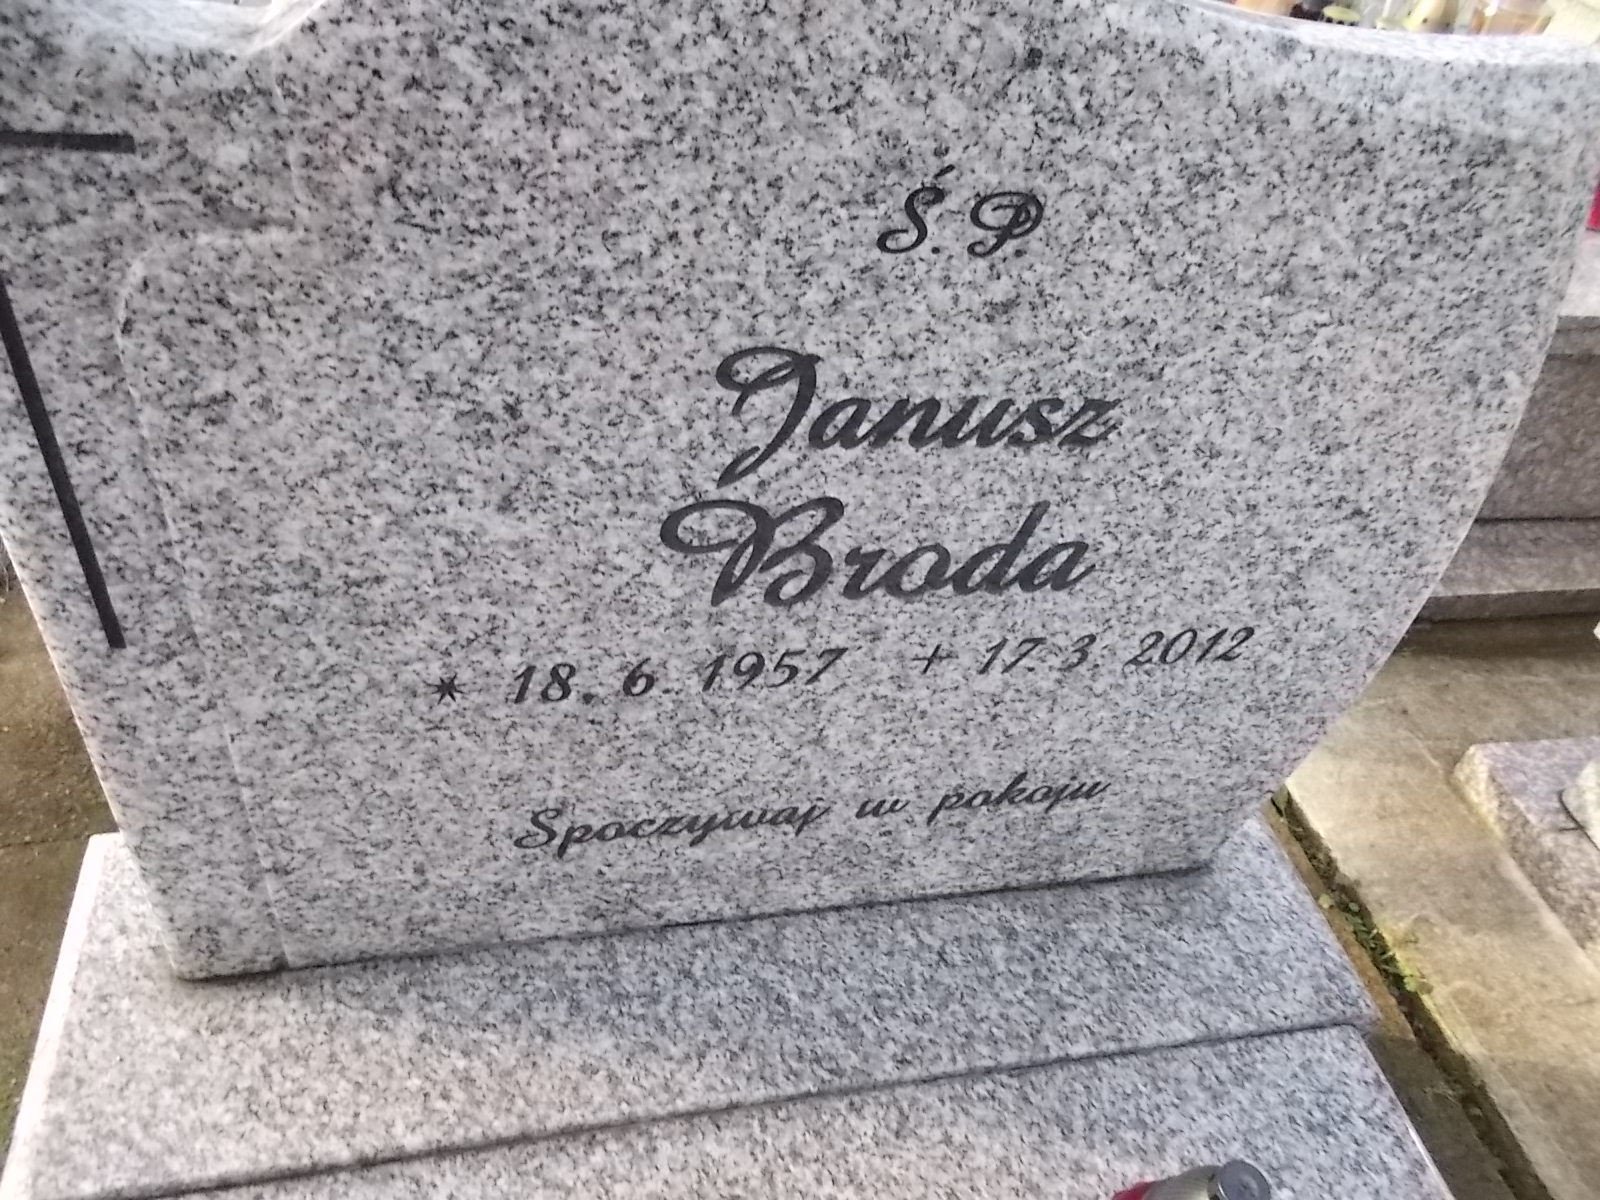 Ś. P.
Janusz
Broda
* 18. 6. 1957 + 17. 3. 2012
Spoczywaj w pokoju